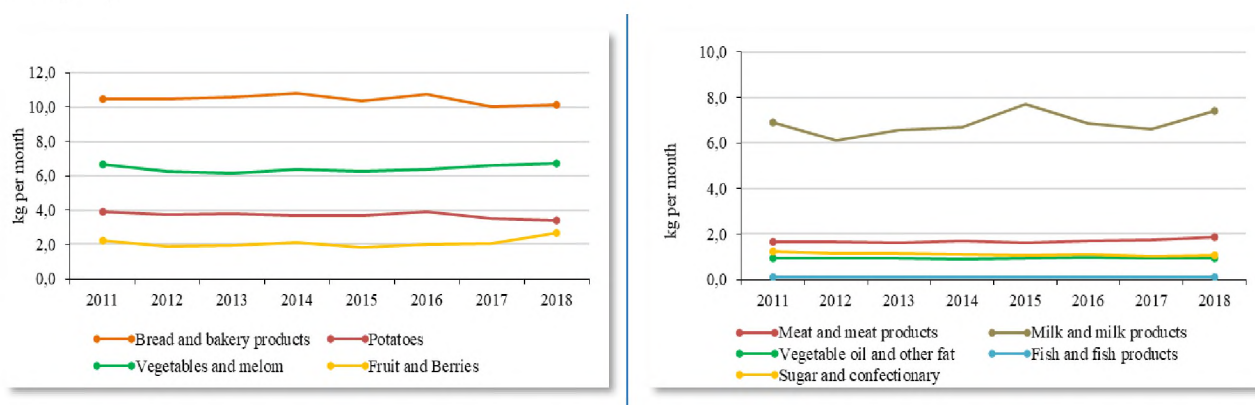 12,0
10,0
8,0
6,0
4,0
2,0
0,0
kg per month
2011 2012 2013 2014 2015 2016 2017 2018
Bread and bakery products Potatoes
Vegetables and melom Fruit and Berries
10,0
8,0
6,0
4,0
2,0
0,0
kg per month
2011 2012 2013 2014 2015 2016 2017 2018
Meat and meat products Milk and milk products
Vegetable oil and other fat Fish and fish products
Sugar and confectionary